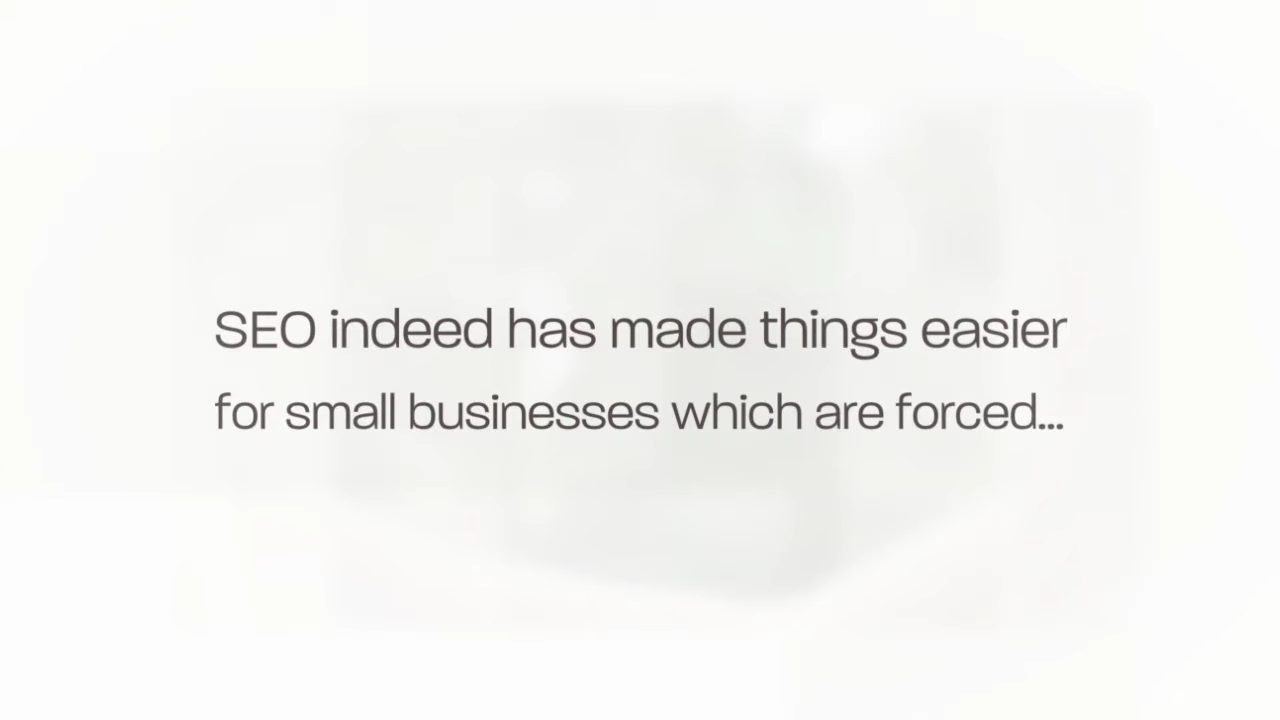 SEO indeed has made things easier
for small businesses which are forced...